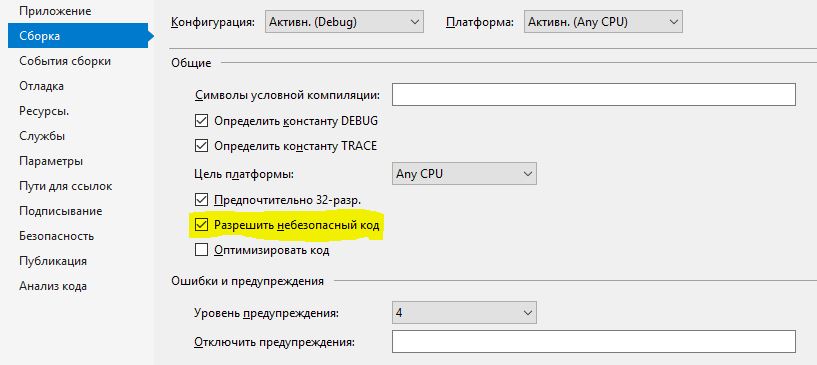 Приложение
Сборка
События сборки
Отладка
Ресурсы.
Службы
Параметры
Пути для ссылок
Подписывание
Безопасность
Публикация
Анализ кода
Конфигурация: Активн. (Debug) Платформа: Активн. (Any CPU)
Общие
Символы условной компиляции:
Определить константу DEBUG
Определить константу TRACE
Цель платформы: Any CPU
Предпочтительно 32-разр.
Разрешить небезопасный код
Оптимизировать код
Ошибки и предупреждения
Уровень предупреждения: 4
Отключить предупреждения: